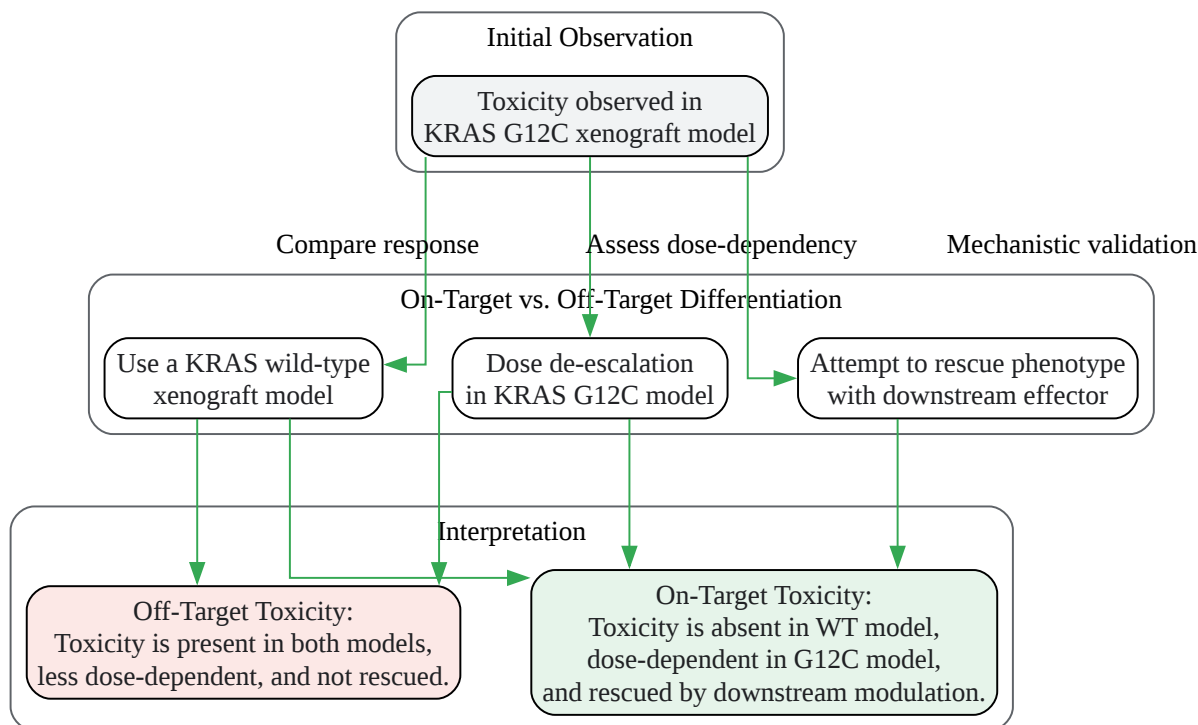 Initial Observation
Toxicity observed in
KRAS G12C xenograft model
Compare response
Assess dose-dependency
Mechanistic validation
On-Target vs. Off-Target Differentiation
Use a KRAS wild-type
xenograft model
Dose de-escalation
in KRAS G12C model
Attempt to rescue phenotype
with downstream effector
Interpretation
Off-Target Toxicity:
Toxicity is present in both models,
less dose-dependent, and not rescued.
On-Target Toxicity:
Toxicity is absent in WT model,
dose-dependent in G12C model,
and rescued by downstream modulation.